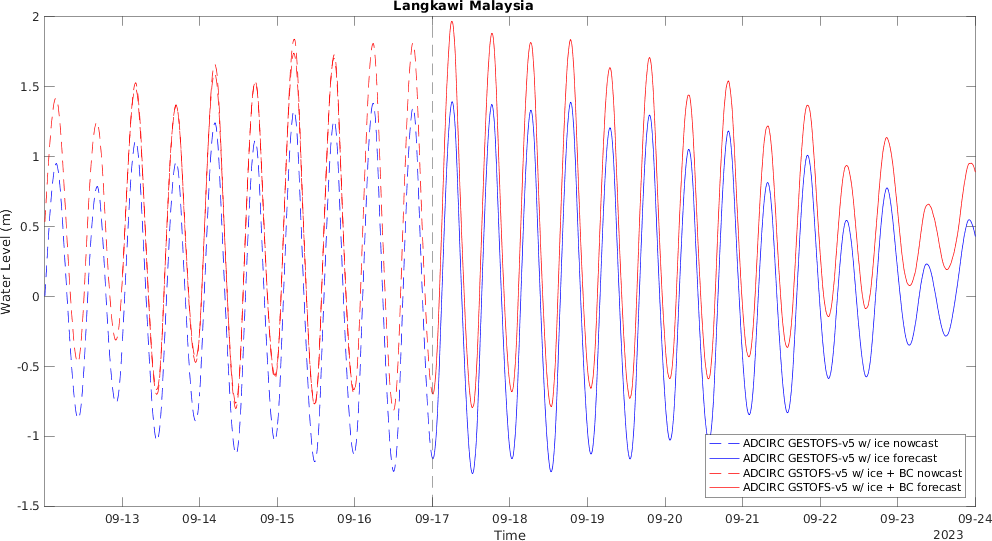 Langkawi Malaysia
2
1.5
1
0.5
0
-0.5
-1
-1.5
Water Level (m)
ADCIRC GESTOFS-v5 w/ ice nowcast
ADCIRC GESTOFS-v5 w/ ice forecast
ADCIRC GSTOFS-v5 w/ ice + BC nowcast
ADCIRC GSTOFS-v5 w/ ice + BC forecast
09-13 09-14 09-15 09-16 09-17 09-18 09-19 09-20 09-21 09-22 09-23 09-24
Time
2023